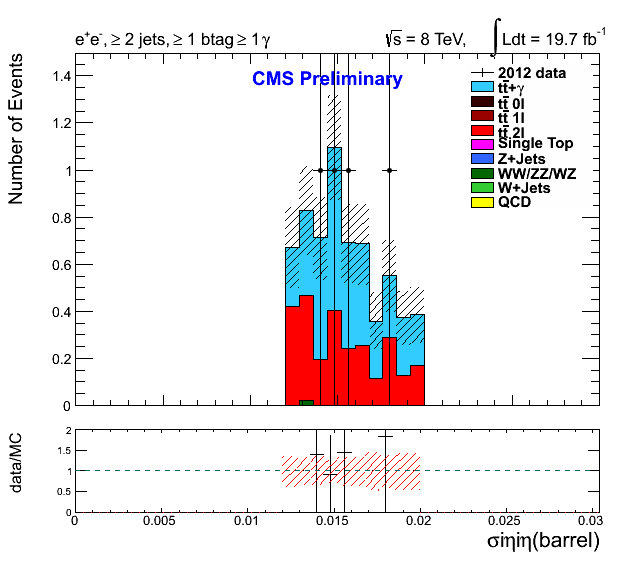 e⁺e⁻, ≥ 2 jets, ≥ 1 btag ≥ 1γ
√s = 8 TeV, ∫ Ldt = 19.7 fb⁻¹
CMS Preliminary
2012 data
tt̄+γ
tt̄ 0l
tt̄ 1l
tt̄ 2l
Single Top
Z+Jets
WW/ZZ/WZ
W+Jets
QCD
Number of Events
1.4
1.2
1
0.8
0.6
0.4
0.2
0
data/MC
2
1.5
1
0.5
0
0 0.005 0.01 0.015 0.02 0.025 0.03
σiηiη(barrel)